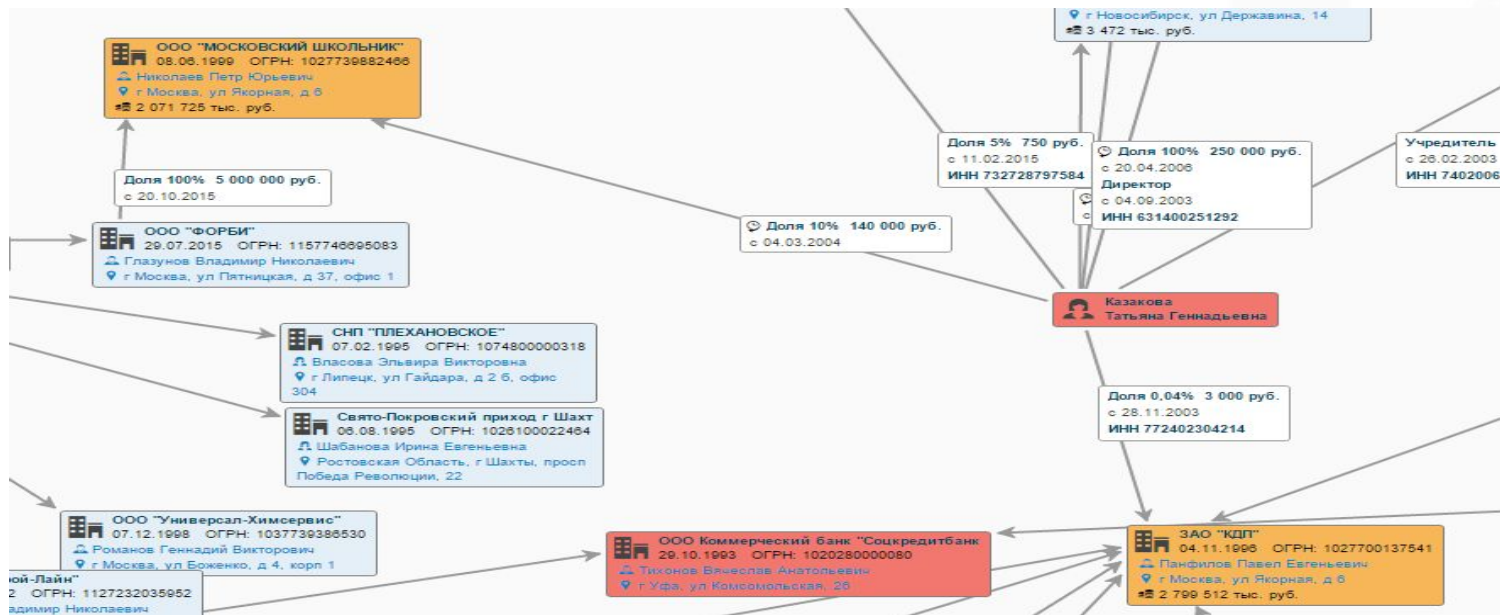 г Новосибирск, ул Державина, 14
3 472 тыс. руб.
ООО "МОСКОВСКИЙ ШКОЛЬНИК"
08.06.1999 ОГРН: 1027739882466
Николаев Петр Юрьевич
г Москва, ул Якорная, д 6
2 071 725 тыс. руб.
Доля 100% 5 000 000 руб.
с 20.10.2015
ООО "ФОРБИ"
29.07.2015 ОГРН: 1157746695083
Глазунов Владимир Николаевич
г Москва, ул Пятницкая, д 37, офис 1
Доля 10% 140 000 руб.
с 04.03.2004
Доля 5% 750 руб.
с 11.02.2015
ИНН 732728797584
с
Доля 100% 250 000 руб.
с 20.04.2006
Директор
с 04.09.2003
ИНН 631400251292
Учредитель
с 26.02.2003
ИНН 7402006
Казакова
Татьяна Геннадьевна
СНП "ПЛЕХАНОВСКОЕ"
07.02.1995 ОГРН: 1074800000318
Власова Эльвира Викторовна
г Липецк, ул Гайдара, д 2 б, офис
304
Свято-Покровский приход г Шахт
06.08.1995 ОГРН: 1026100022464
Шабанова Ирина Евгеньевна
Ростовская Область, г Шахты, просп
Победа Революции, 22
Доля 0,04% 3 000 руб.
с 28.11.2003
ИНН 772402304214
ООО "Универсал-Химсервис"
07.12.1998 ОГРН: 1037739386530
Романов Геннадий Викторович
г Москва, ул Боженко, д 4, корп 1
ой-Лайн"
2 ОГРН: 1127232035952
адимир Николаевич
ООО Коммерческий банк "Соцкредитбанк
29.10.1993 ОГРН: 1020280000080
Тихонов Вячеслав Анатольевич
г Уфа, ул Комсомольская, 26
ЗАО "КДП"
04.11.1996 ОГРН: 1027700137541
Панфилов Павел Евгеньевич
г Москва, ул Якорная, д 6
2 799 512 тыс. руб.